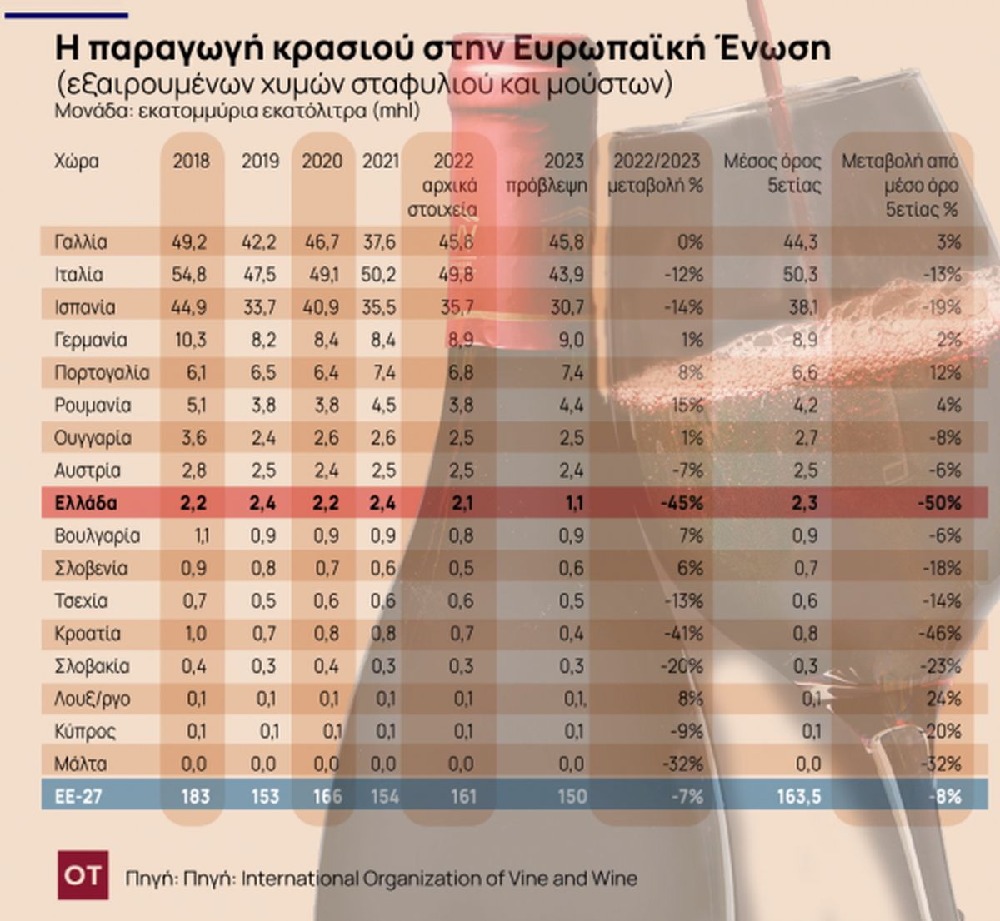 Η παραγωγή κρασιού στην Ευρωπαϊκή Ένωση
(εξαιρουμένων χυμών σταφυλιού και μούστων)
Μονάδα: εκατομμύρια εκατόλιτρα (mhl)
Χώρα 2018 2019 2020 2021 2022 αρχικά στοιχεία 2023 πρόβλεψη 2022/2023 μεταβολή % Μέσος όρος 5ετίας Μεταβολή από μέσο όρο 5ετίας %
Γαλλία 49,2 42,2 46,7 37,6 45,8 45,8 0% 44,3 3%
Ιταλία 54,8 47,5 49,1 50,2 49,8 43,9 -12% 50,3 -13%
Ισπανία 44,9 33,7 40,9 35,5 35,7 30,7 -14% 38,1 -19%
Γερμανία 10,3 8,2 8,4 8,4 8,9 9,0 1% 8,9 2%
Πορτογαλία 6,1 6,5 6,4 7,4 6,8 7,4 8% 6,6 12%
Ρουμανία 5,1 3,8 3,8 4,5 3,8 4,4 15% 4,2 4%
Ουγγαρία 3,6 2,4 2,6 2,6 2,5 2,5 1% 2,7 -8%
Αυστρία 2,8 2,5 2,4 2,5 2,5 2,4 -7% 2,5 -6%
Ελλάδα 2,2 2,4 2,2 2,4 2,1 1,1 -45% 2,3 -50%
Βουλγαρία 1,1 0,9 0,9 0,9 0,8 0,9 7% 0,9 -6%
Σλοβενία 0,9 0,8 0,7 0,6 0,5 0,6 6% 0,7 -18%
Τσεχία 0,7 0,5 0,6 0,6 0,6 0,5 -13% 0,6 -14%
Κροατία 1,0 0,7 0,8 0,8 0,7 0,4 -41% 0,8 -46%
Σλοβακία 0,4 0,3 0,4 0,3 0,3 0,3 -20% 0,3 -23%
Λουξ/ργο 0,1 0,1 0,1 0,1 0,1 0,1, 8% 0,1 24%
Κύπρος 0,1 0,1 0,1 0,1 0,1 0,1 -9% 0,1 -20%
Μάλτα 0,0 0,0 0,0 0,0 0,0 0,0 -32% 0,0 -32%
ΕΕ-27 183 153 166 154 161 150 -7% 163,5 -8%
ΟΤ Πηγή: Πηγή: International Organization of Vine and Wine